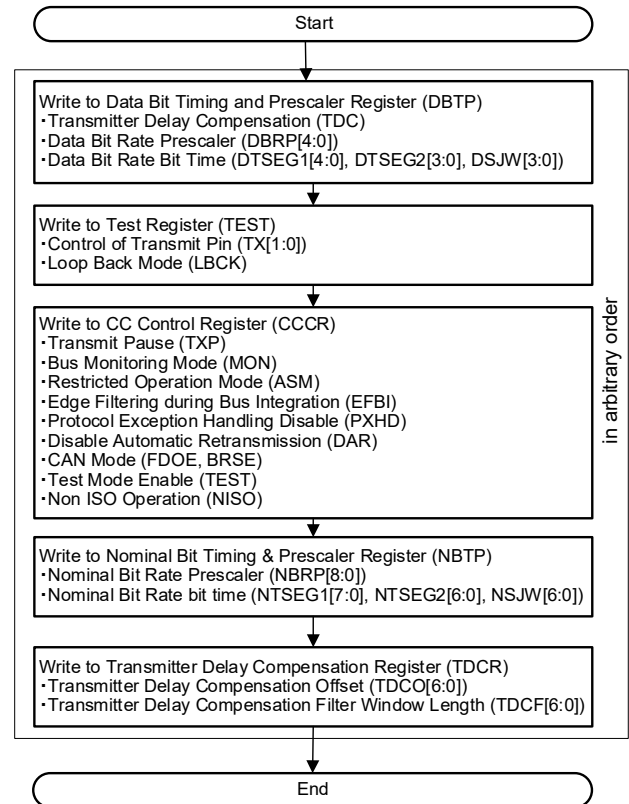 Start
Write to Data Bit Timing and Prescaler Register (DBTP)
・Transmitter Delay Compensation (TDC)
・Data Bit Rate Prescaler (DBRP[4:0])
・Data Bit Rate Bit Time (DTSEG1[4:0], DTSEG2[3:0], DSJW[3:0])
Write to Test Register (TEST)
・Control of Transmit Pin (TX[1:0])
・Loop Back Mode (LBCK)
Write to CC Control Register (CCCR)
・Transmit Pause (TXP)
・Bus Monitoring Mode (MON)
・Restricted Operation Mode (ASM)
・Edge Filtering during Bus Integration (EFBI)
・Protocol Exception Handling Disable (PXHD)
・Disable Automatic Retransmission (DAR)
・CAN Mode (FDOE, BRSE)
・Test Mode Enable (TEST)
・Non ISO Operation (NISO)
Write to Nominal Bit Timing & Prescaler Register (NBTP)
・Nominal Bit Rate Prescaler (NBRP[8:0])
・Nominal Bit Rate bit time (NTSEG1[7:0], NTSEG2[6:0], NSJW[6:0])
Write to Transmitter Delay Compensation Register (TDCR)
・Transmitter Delay Compensation Offset (TDCO[6:0])
・Transmitter Delay Compensation Filter Window Length (TDCF[6:0])
in arbitrary order
End